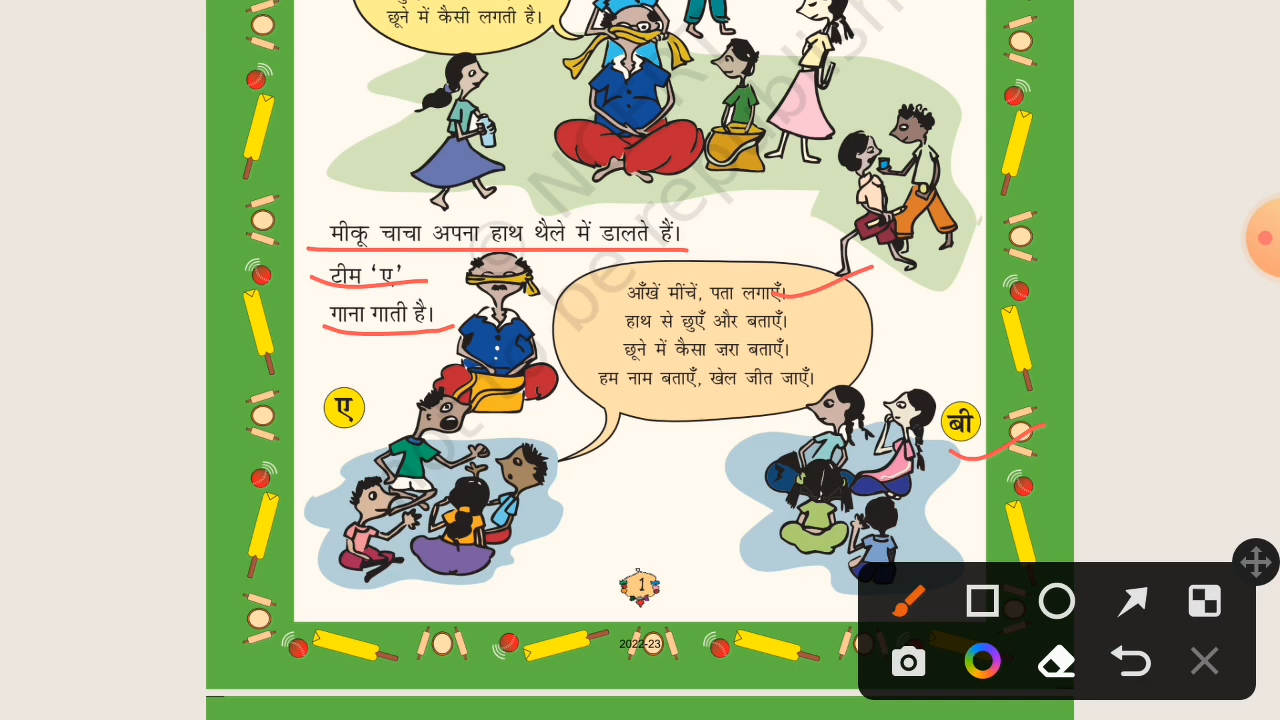 छूने में कैसी लगती है।
मीकू चाचा अपना हाथ थैले में डालते हैं।
टीम ‘ए’
गाना गाती है।
आँखें मींचें, पता लगाएँ।
हाथ से छुएँ और बताएँ।
छूने में कैसा ज़रा बताएँ।
हम नाम बताएँ, खेल जीत जाएँ।
ए
बी
1
2022-23